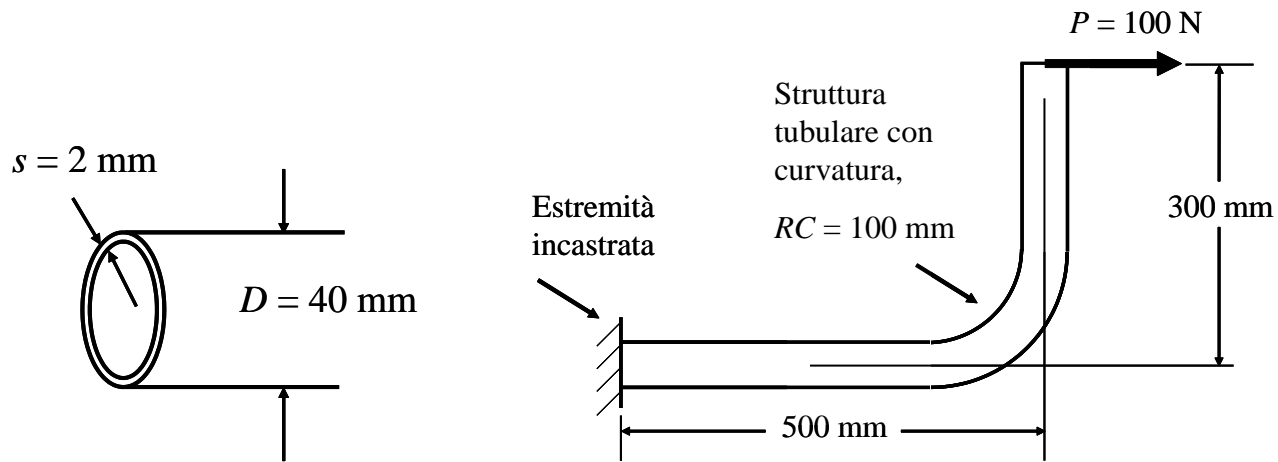 P = 100 N
Struttura
tubulare con
curvatura,
RC = 100 mm
s = 2 mm
Estremità
incastrata
300 mm
D = 40 mm
500 mm